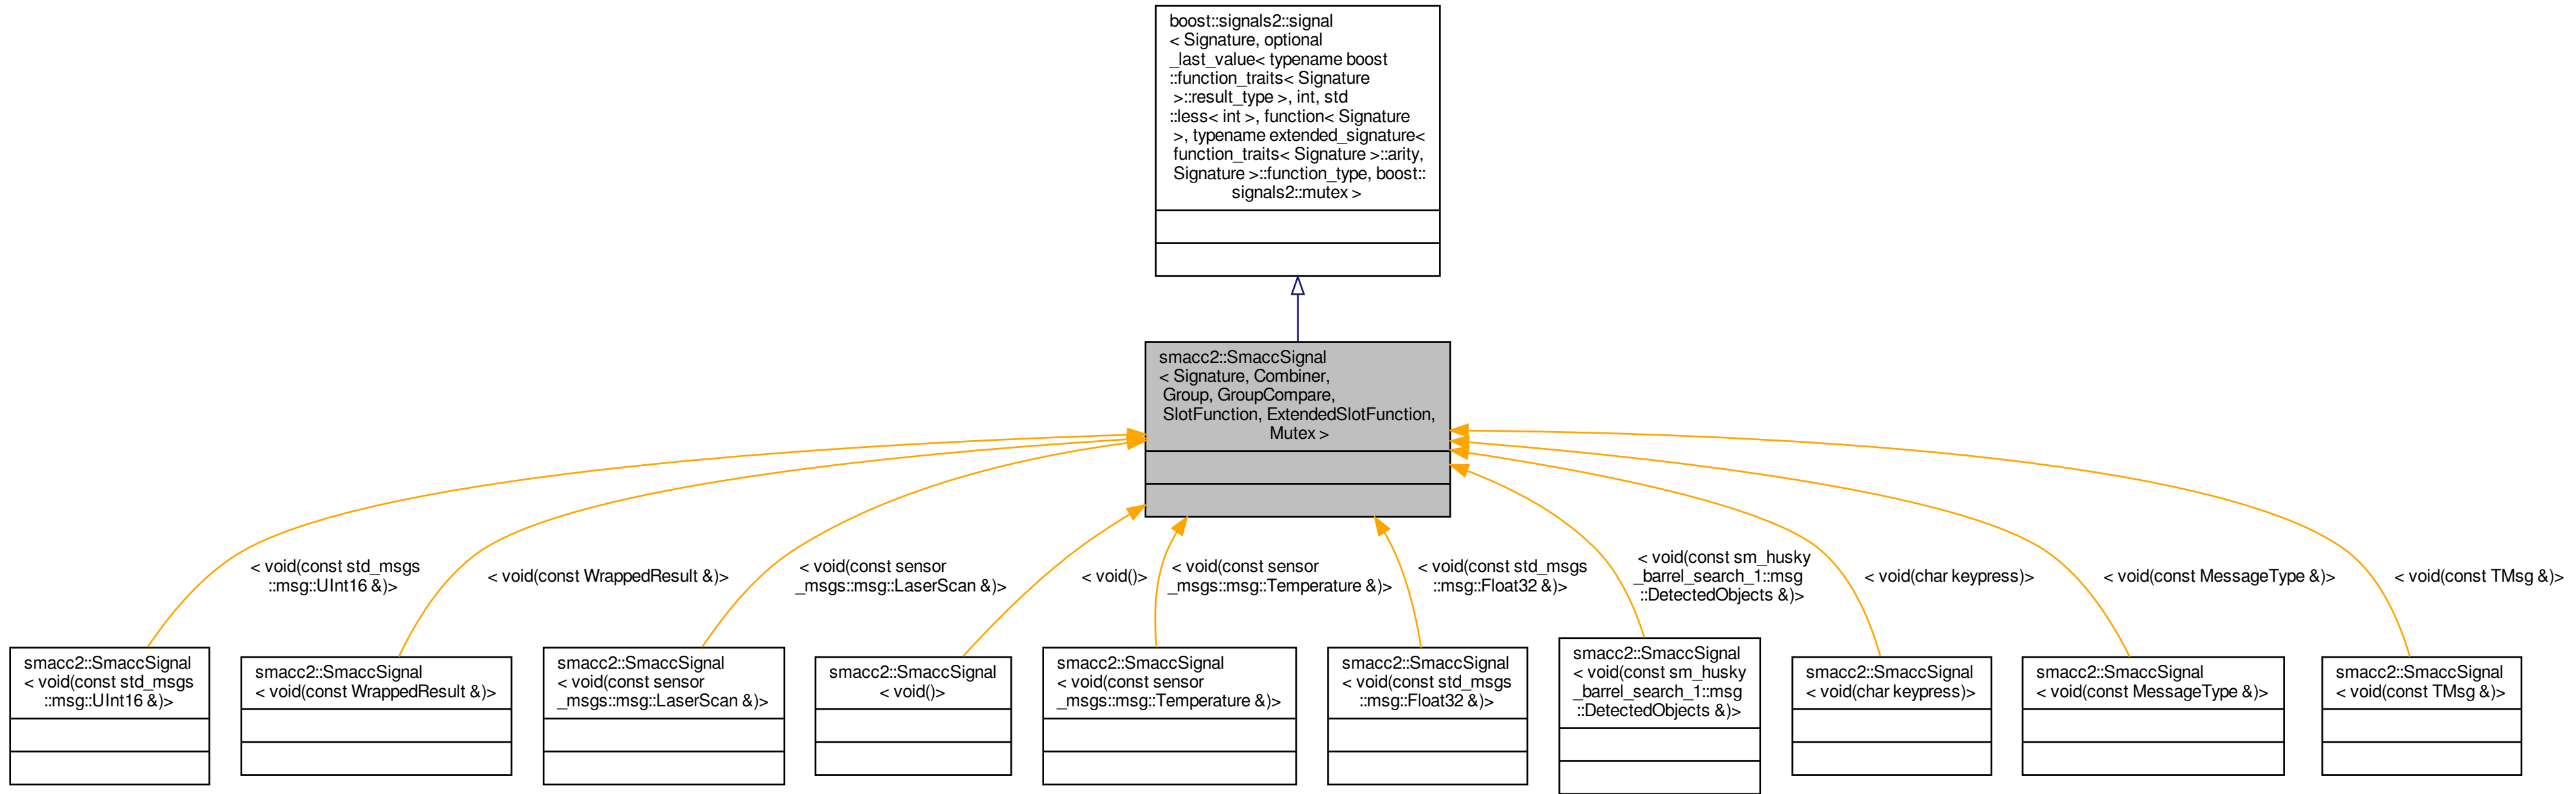 boost::signals2::signal
< Signature, optional
_last_value< typename boost
::function_traits< Signature
>::result_type >, int, std
::less< int >, function< Signature
>, typename extended_signature<
function_traits< Signature >::arity,
Signature >::function_type, boost::
signals2::mutex >
smacc2::SmaccSignal
< Signature, Combiner,
Group, GroupCompare,
SlotFunction, ExtendedSlotFunction,
Mutex >
< void(const std_msgs
::msg::UInt16 &)>
< void(const WrappedResult &)>
< void(const sensor
_msgs::msg::LaserScan &)>
< void()>
< void(const sensor
_msgs::msg::Temperature &)>
< void(const std_msgs
::msg::Float32 &)>
< void(const sm_husky
_barrel_search_1::msg
::DetectedObjects &)>
< void(char keypress)>
< void(const MessageType &)>
< void(const TMsg &)>
smacc2::SmaccSignal
< void(const std_msgs
::msg::UInt16 &)>
smacc2::SmaccSignal
< void(const WrappedResult &)>
smacc2::SmaccSignal
< void(const sensor
_msgs::msg::LaserScan &)>
smacc2::SmaccSignal
< void()>
smacc2::SmaccSignal
< void(const sensor
_msgs::msg::Temperature &)>
smacc2::SmaccSignal
< void(const std_msgs
::msg::Float32 &)>
smacc2::SmaccSignal
< void(const sm_husky
_barrel_search_1::msg
::DetectedObjects &)>
smacc2::SmaccSignal
< void(char keypress)>
smacc2::SmaccSignal
< void(const MessageType &)>
smacc2::SmaccSignal
< void(const TMsg &)>